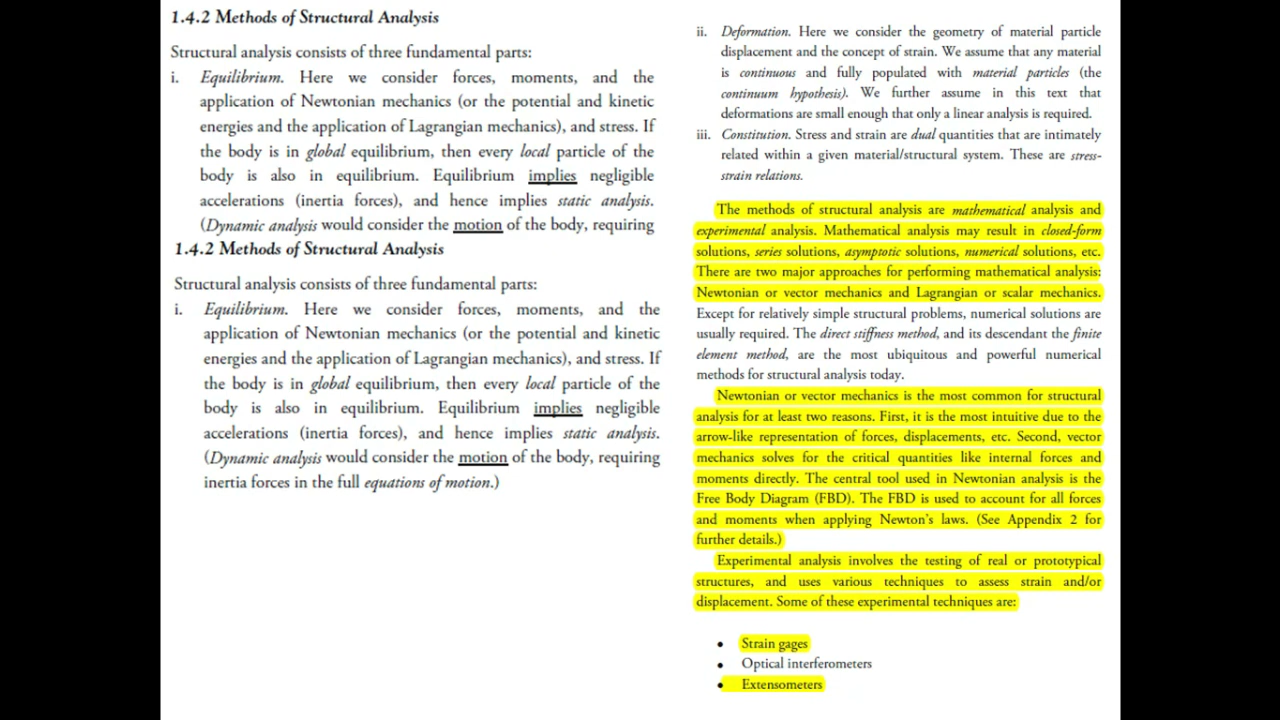 1.4.2 Methods of Structural Analysis
Structural analysis consists of three fundamental parts:
i. Equilibrium. Here we consider forces, moments, and the
application of Newtonian mechanics (or the potential and kinetic
energies and the application of Lagrangian mechanics), and stress. If
the body is in global equilibrium, then every local particle of the
body is also in equilibrium. Equilibrium implies negligible
accelerations (inertia forces), and hence implies static analysis.
(Dynamic analysis would consider the motion of the body, requiring
1.4.2 Methods of Structural Analysis
Structural analysis consists of three fundamental parts:
i. Equilibrium. Here we consider forces, moments, and the
application of Newtonian mechanics (or the potential and kinetic
energies and the application of Lagrangian mechanics), and stress. If
the body is in global equilibrium, then every local particle of the
body is also in equilibrium. Equilibrium implies negligible
accelerations (inertia forces), and hence implies static analysis.
(Dynamic analysis would consider the motion of the body, requiring
inertia forces in the full equations of motion.)
ii. Deformation. Here we consider the geometry of material particle
displacement and the concept of strain. We assume that any material
is continuous and fully populated with material particles (the
continuum hypothesis). We further assume in this text that
deformations are small enough that only a linear analysis is required.
iii. Constitution. Stress and strain are dual quantities that are intimately
related within a given material/structural system. These are stress-
strain relations.
The methods of structural analysis are mathematical analysis and
experimental analysis. Mathematical analysis may result in closed-form
solutions, series solutions, asymptotic solutions, numerical solutions, etc.
There are two major approaches for performing mathematical analysis:
Newtonian or vector mechanics and Lagrangian or scalar mechanics.
Except for relatively simple structural problems, numerical solutions are
usually required. The direct stiffness method, and its descendant the finite
element method, are the most ubiquitous and powerful numerical
methods for structural analysis today.
Newtonian or vector mechanics is the most common for structural
analysis for at least two reasons. First, it is the most intuitive due to the
arrow-like representation of forces, displacements, etc. Second, vector
mechanics solves for the critical quantities like internal forces and
moments directly. The central tool used in Newtonian analysis is the
Free Body Diagram (FBD). The FBD is used to account for all forces
and moments when applying Newton's laws. (See Appendix 2 for
further details.)
Experimental analysis involves the testing of real or prototypical
structures, and uses various techniques to assess strain and/or
displacement. Some of these experimental techniques are:
• Strain gages
• Optical interferometers
• Extensometers